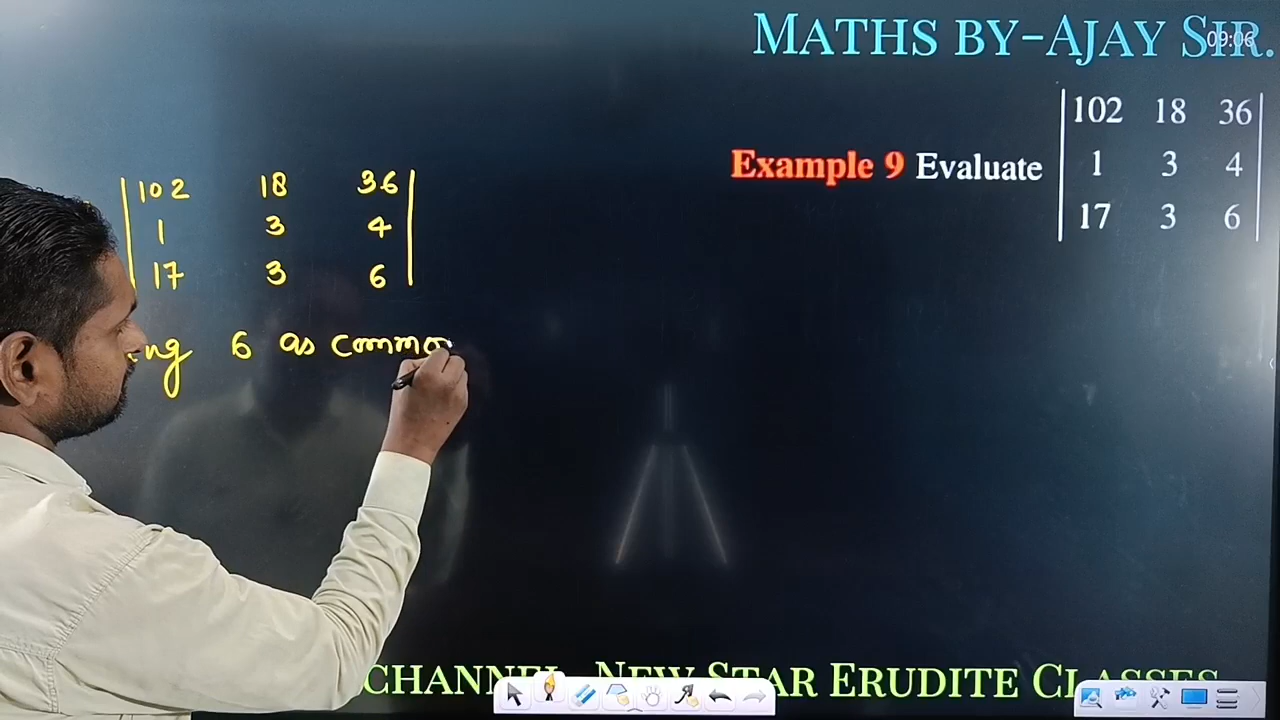 MATHS BY-AJAY SIR.
09:06
102 18 36
Example 9 Evaluate 1 3 4
17 3 6
102 18 36
1 3 4
17 3 6
6 as commo
CHANNEL NEW STAR ERUDITE CLASSES